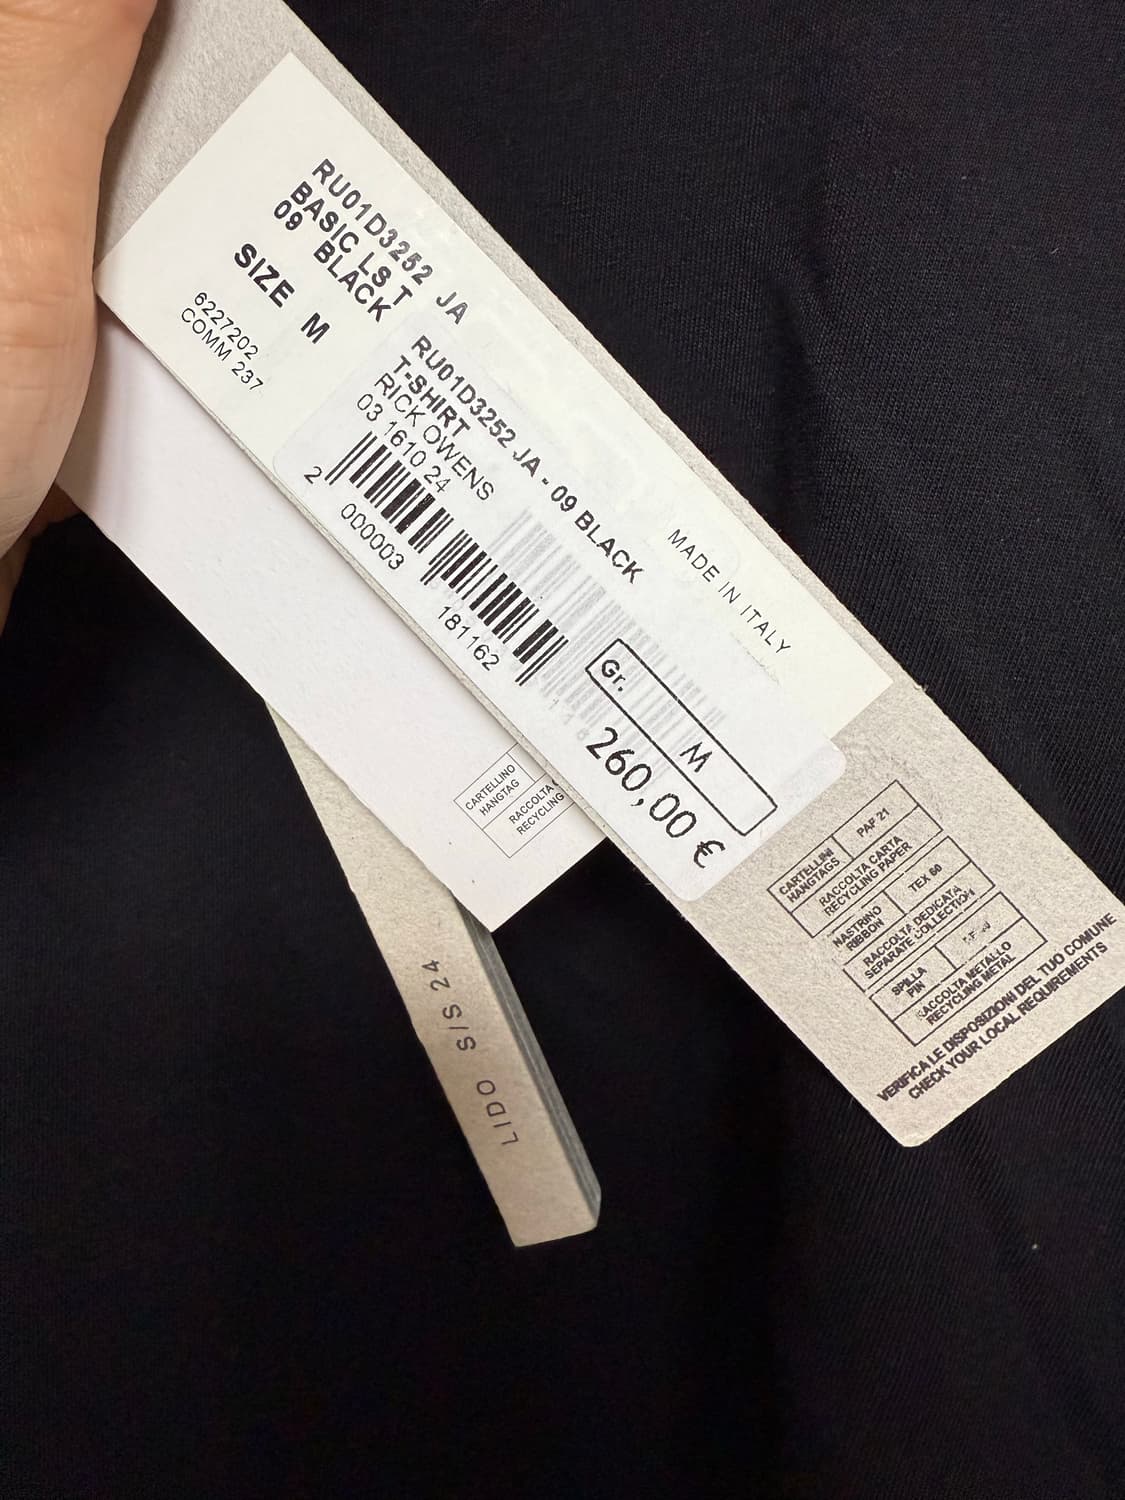 RU01D3252 JA
BASIC LS T
09 BLACK
SIZE M
6227202
COMM 237
RU01D3252 JA - 09 BLACK
T-SHIRT
RICK OWENS
03 1610 24
2 000003 181162
MADE IN ITALY
Gr. M
260,00 €
CARTELLINO
HANGTAG
RACCOLTA
RECYCLING
CARTELLINI
HANGTAGS
PAP 21
RACCOLTA CARTA
RECYCLING PAPER
NASTRINO
RIBBON
TEX 60
RACCOLTA DEDICATA
SEPARATE COLLECTION
SPILLA
PIN
RACCOLTA METALLO
RECYCLING METAL
VERIFICA LE DISPOSIZIONI DEL TUO COMUNE
CHECK YOUR LOCAL REQUIREMENTS
LIDO S/S 24